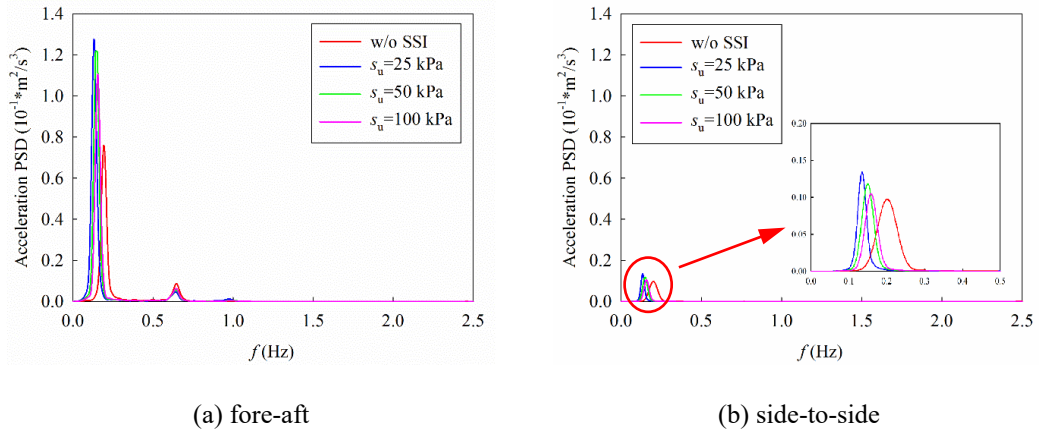 1.4
1.2
1.0
0.8
0.6
0.4
0.2
0.0
Acceleration PSD (10⁻¹*m²/s³)
w/o SSI
sᵤ=25 kPa
sᵤ=50 kPa
sᵤ=100 kPa
0.0 0.5 1.0 1.5 2.0 2.5
f (Hz)
(a) fore-aft
1.4
1.2
1.0
0.8
0.6
0.4
0.2
0.0
Acceleration PSD (10⁻¹*m²/s³)
w/o SSI
sᵤ=25 kPa
sᵤ=50 kPa
sᵤ=100 kPa
0.20
0.15
0.10
0.05
0.00
0.0 0.1 0.2 0.3 0.4 0.5
0.0 0.5 1.0 1.5 2.0 2.5
f (Hz)
(b) side-to-side